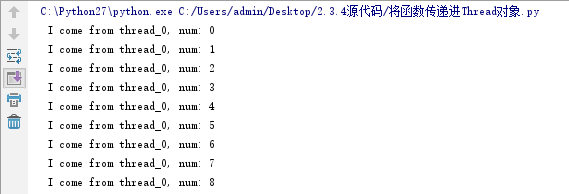 C:\Python27\python.exe C:/Users/admin/Desktop/2.3.4源代码/将函数传递进Thread对象.py
I come from thread_0, num: 0
I come from thread_0, num: 1
I come from thread_0, num: 2
I come from thread_0, num: 3
I come from thread_0, num: 4
I come from thread_0, num: 5
I come from thread_0, num: 6
I come from thread_0, num: 7
I come from thread_0, num: 8